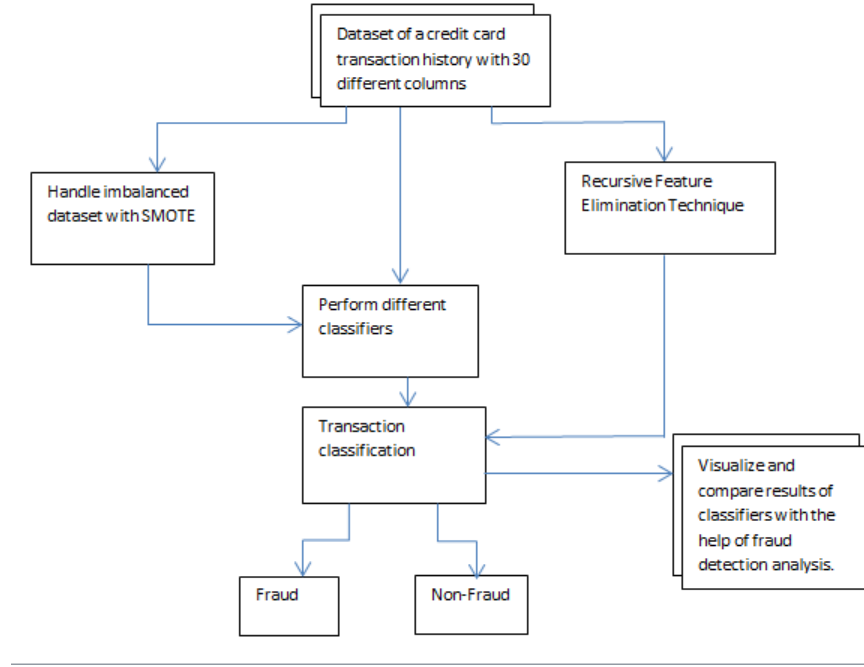 Dataset of a credit card
transaction history with 30
different columns
Handle imbalanced
dataset with SMOTE
Recursive Feature
Elimination Technique
Perform different
classifiers
Transaction
classification
Visualize and
compare results of
classifiers with the
help of fraud
detection analysis.
Fraud
Non-Fraud